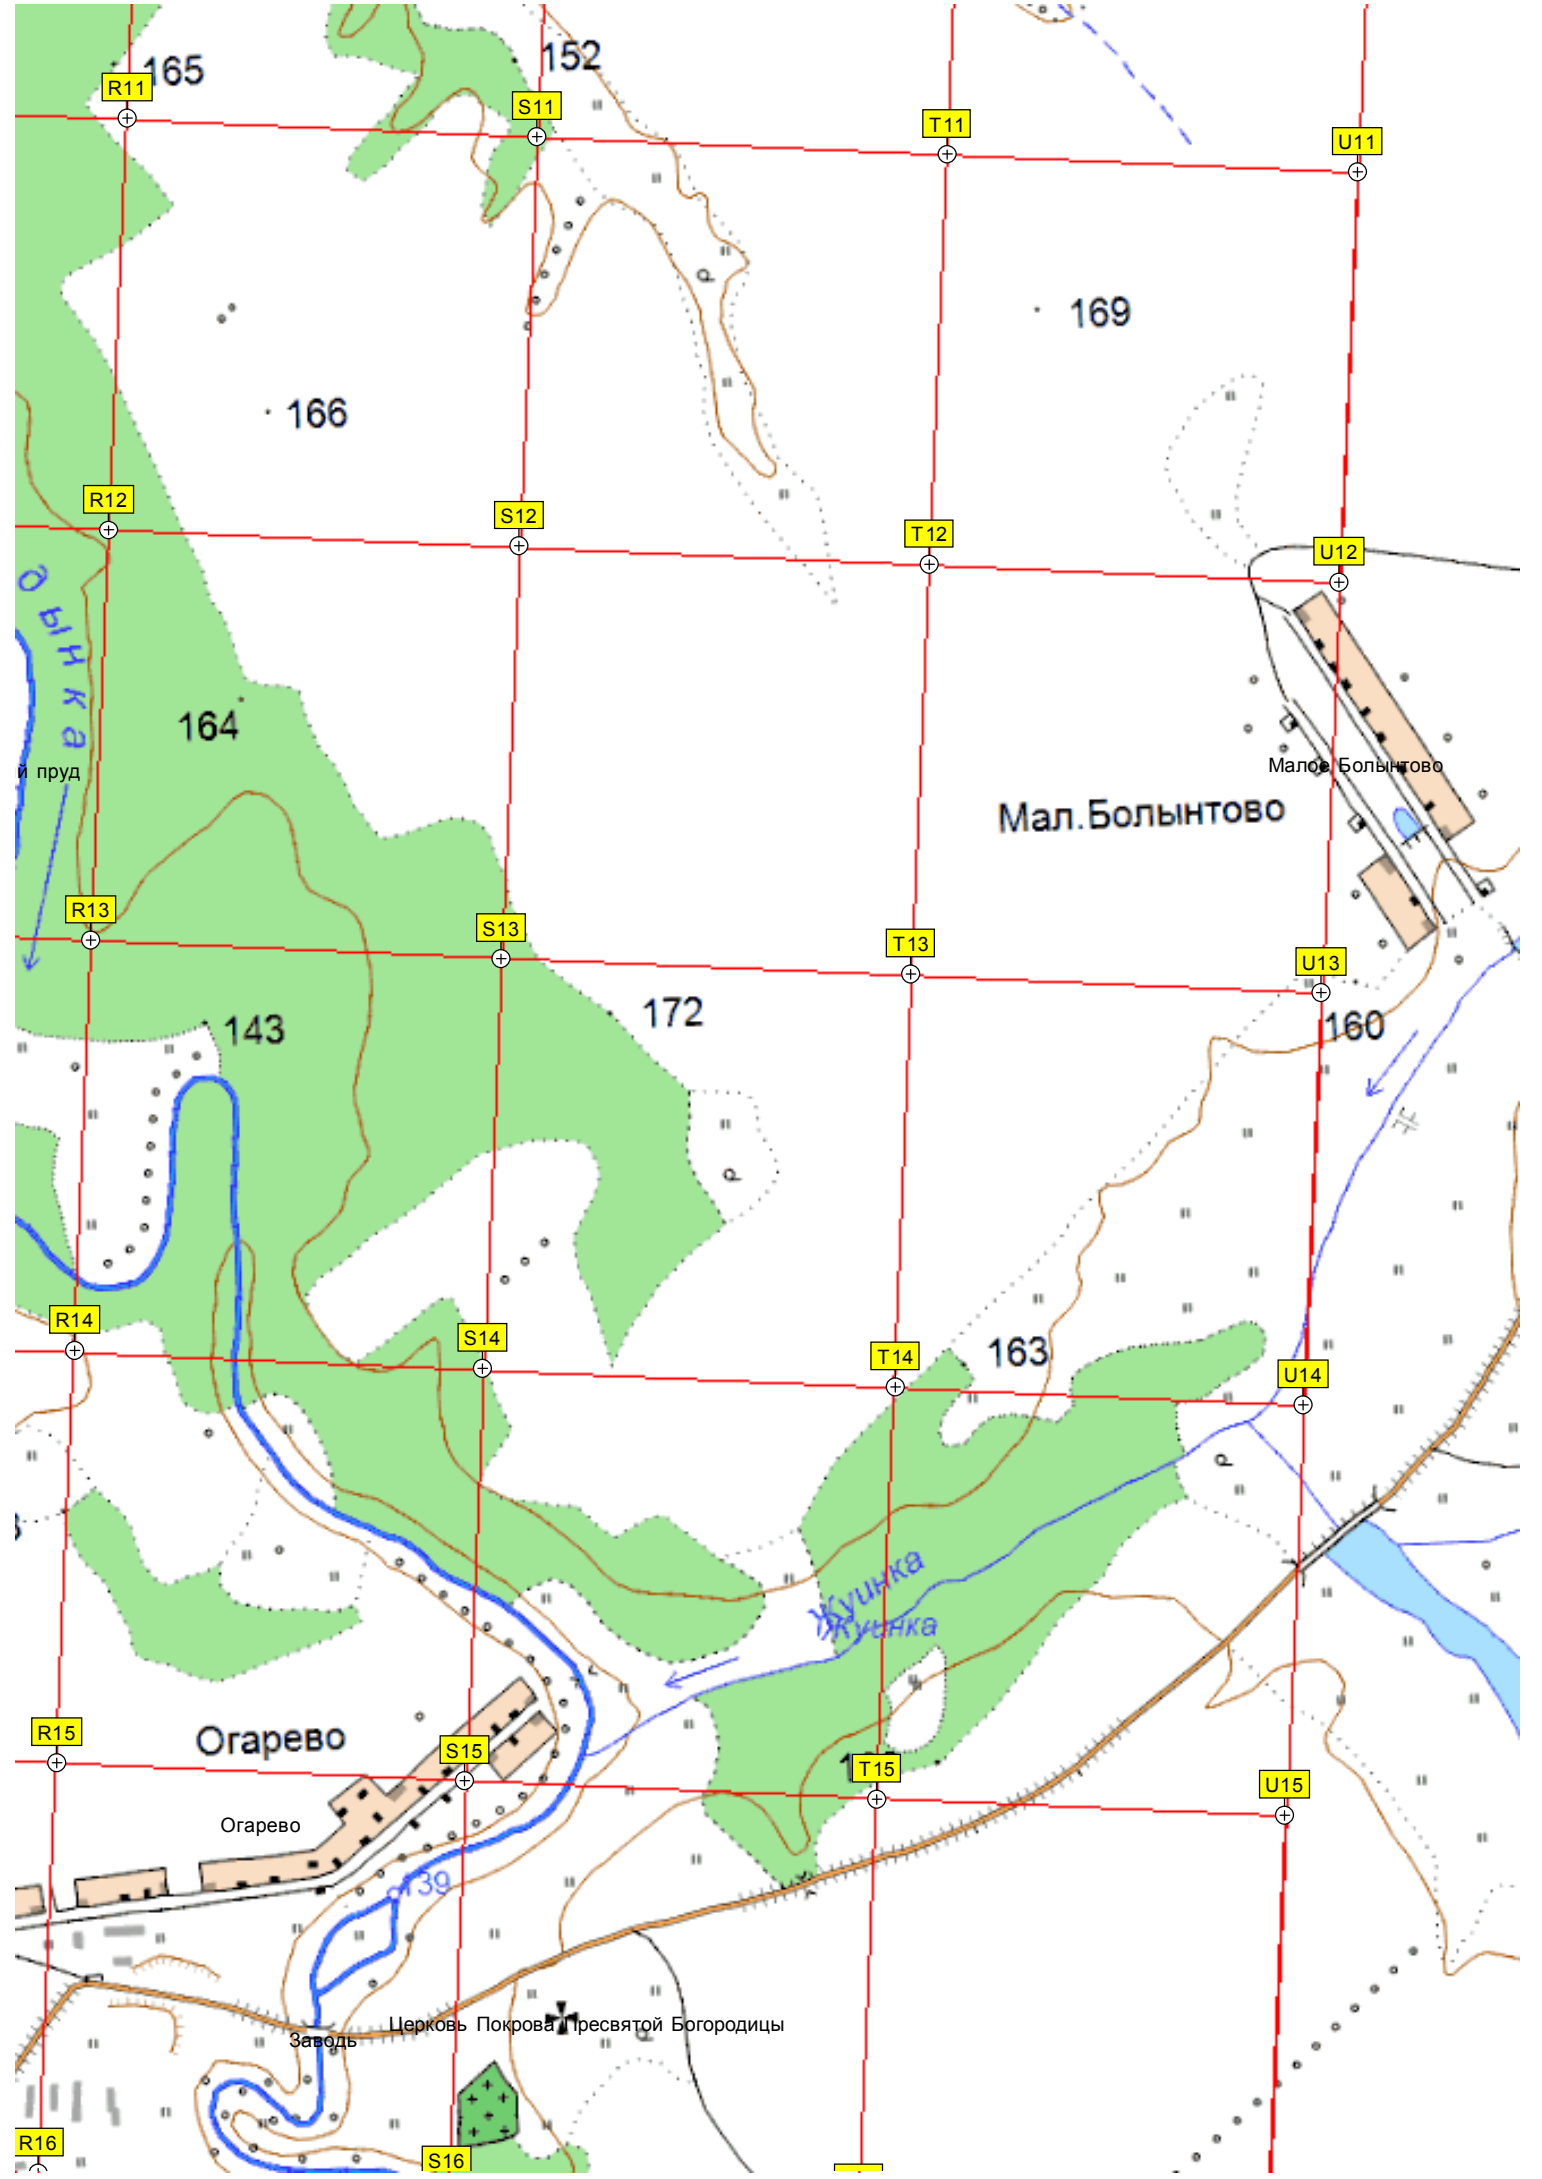 165
152
R11
S11
T11
U11
169
166
R12
S12
T12
U12
дынка
164
й пруд
Малое Болынтово
Мал.Болынтово
R13
S13
T13
U13
172
143
160
R14
S14
T14
U14
163
Жуинка
Жуинка
Огарево
R15
S15
T15
U15
Огарево
139
Церковь Покрова Пресвятой Богородицы
Заводь
R16
S16